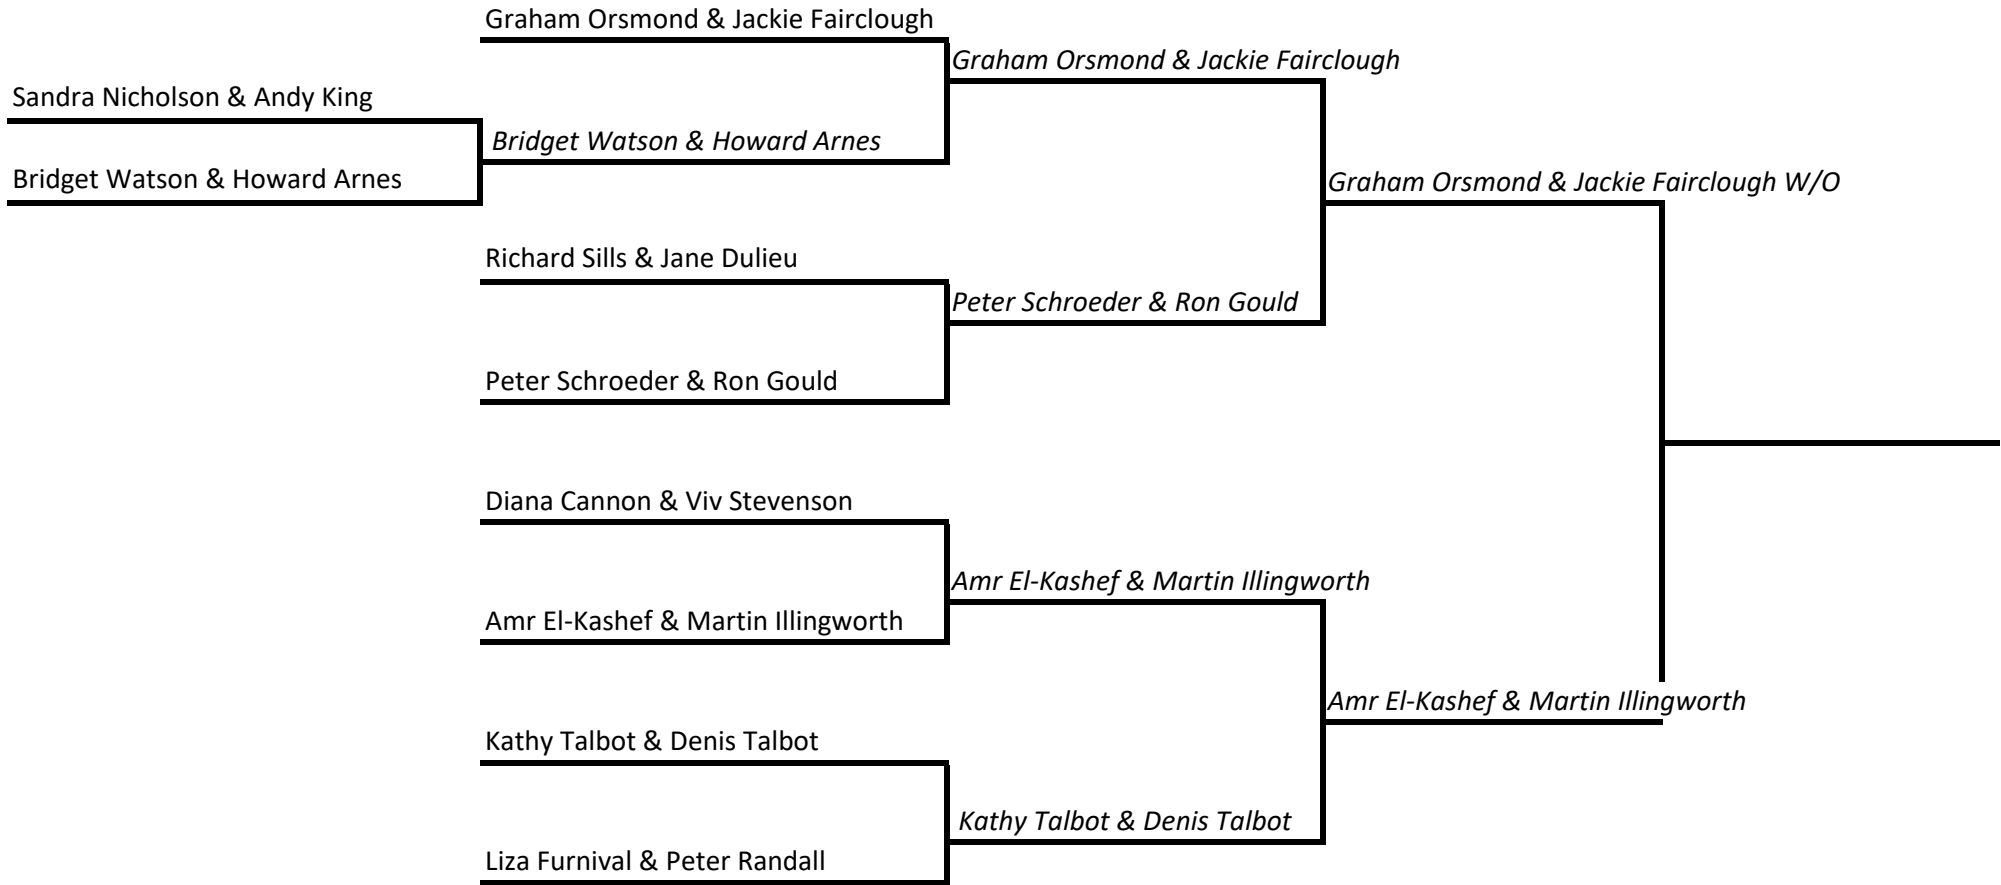 Graham Orsmond & Jackie Fairclough
Graham Orsmond & Jackie Fairclough
Sandra Nicholson & Andy King
Bridget Watson & Howard Arnes
Bridget Watson & Howard Arnes
Graham Orsmond & Jackie Fairclough W/O
Richard Sills & Jane Dulieu
Peter Schroeder & Ron Gould
Peter Schroeder & Ron Gould
Diana Cannon & Viv Stevenson
Amr El-Kashef & Martin Illingworth
Amr El-Kashef & Martin Illingworth
Amr El-Kashef & Martin Illingworth
Kathy Talbot & Denis Talbot
Kathy Talbot & Denis Talbot
Liza Furnival & Peter Randall